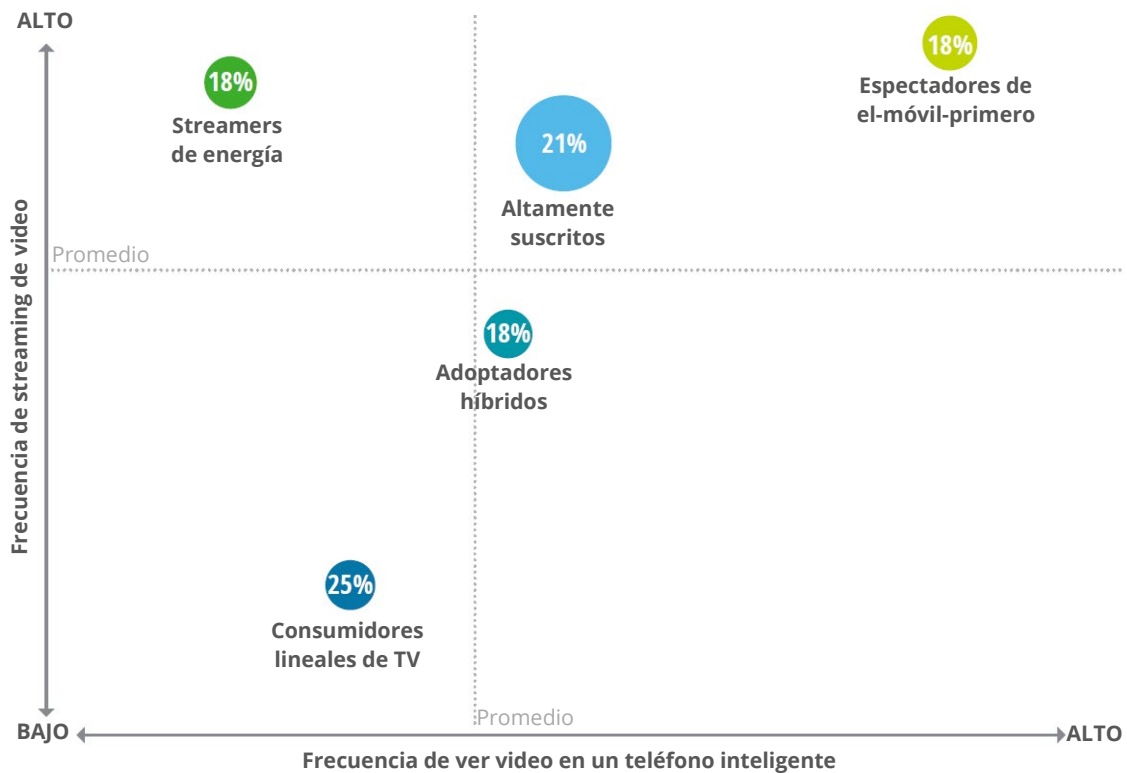 ALTO
18%
Streamers
de energía
21%
Altamente
suscritos
18%
Espectadores de
el-móvil-primero
Promedio
Frecuencia de streaming de video
18%
Adoptadores
híbridos
25%
Consumidores
lineales de TV
Promedio
BAJO
ALTO
Frecuencia de ver video en un teléfono inteligente